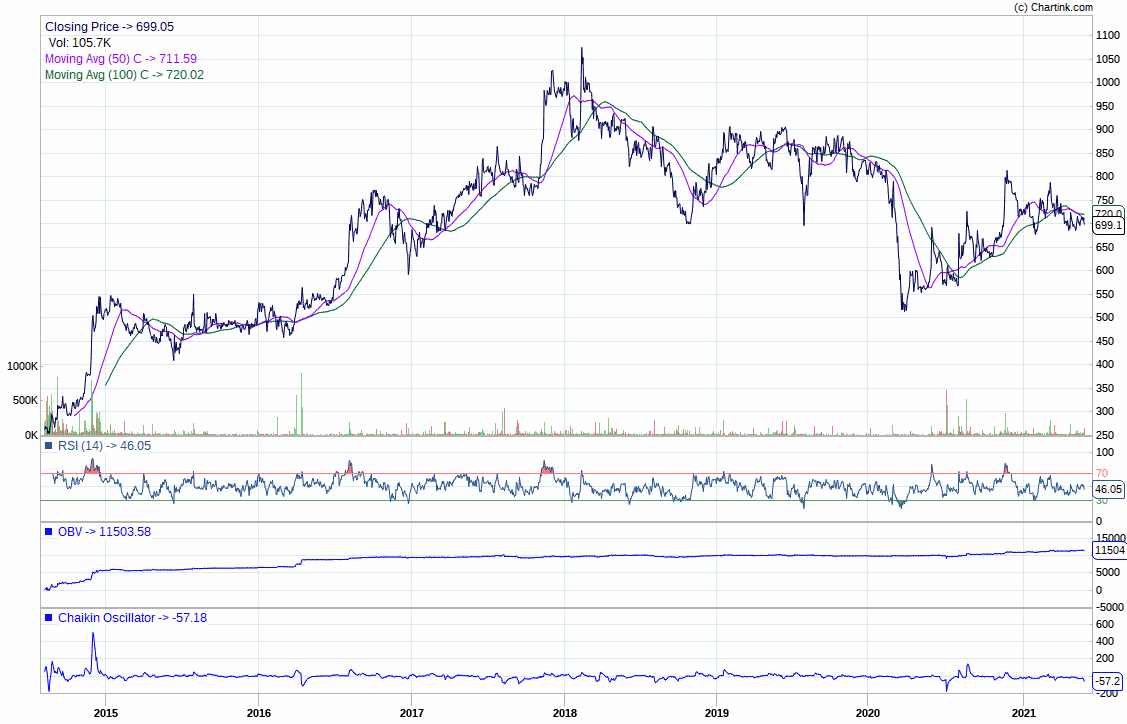 (c) Chartink.com
Closing Price -> 699.05
Vol: 105.7K
Moving Avg (50) C -> 711.59
Moving Avg (100) C -> 720.02
1100
1050
1000
950
900
850
800
750
720.0
699.1
650
600
550
500
450
400
350
300
250
1000K
500K
0K
RSI (14) -> 46.05
100
70
46.05
30
0
OBV -> 11503.58
15000
11504
5000
0
-5000
Chaikin Oscillator -> -57.18
600
400
200
-57.2
-200
2015 2016 2017 2018 2019 2020 2021